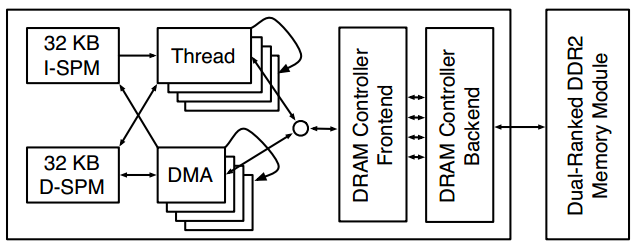 32 KB
I-SPM
Thread
32 KB
D-SPM
DMA
DRAM Controller
Frontend
DRAM Controller
Backend
Dual-Ranked DDR2
Memory Module